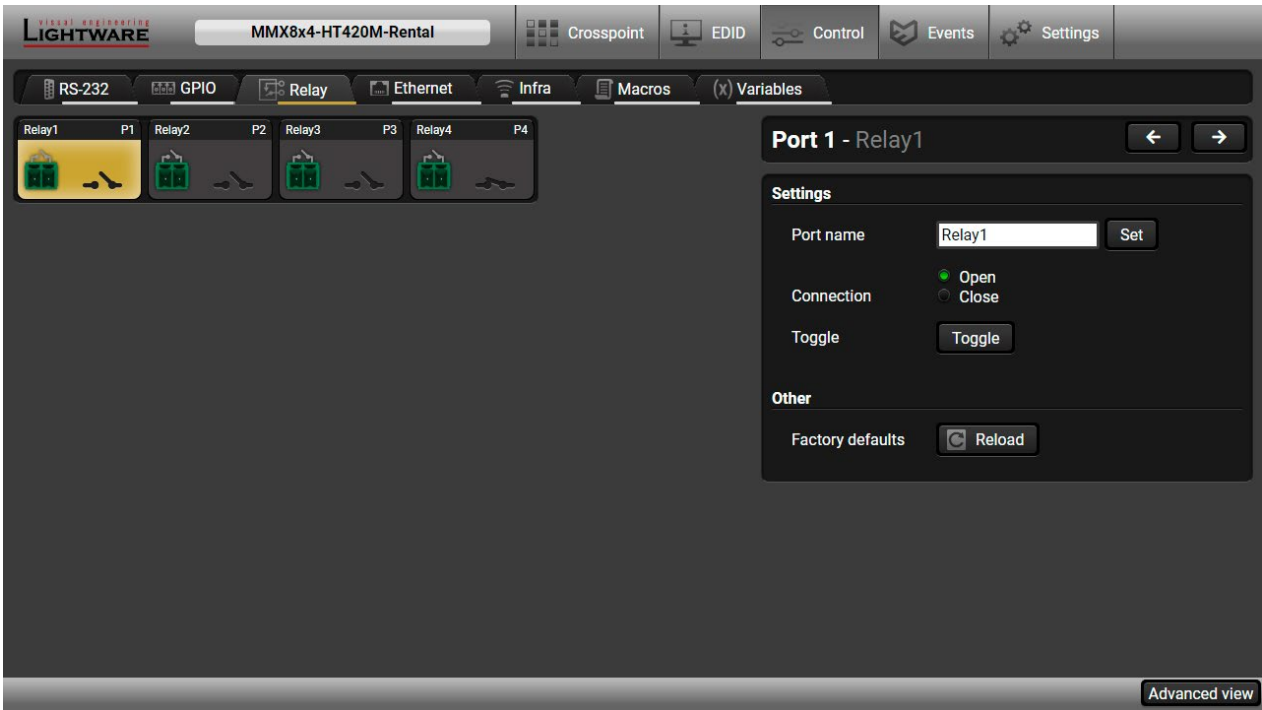 visual engineering
LIGHTWARE
MMX8x4-HT420M-Rental
Crosspoint
EDID
Control
Events
Settings
RS-232
GPIO
Relay
Ethernet
Infra
Macros
(x) Variables
Relay1 P1
Relay2 P2
Relay3 P3
Relay4 P4
Port 1 - Relay1
Settings
Port name
Relay1
Set
Connection
Open
Close
Toggle
Toggle
Other
Factory defaults
Reload
Advanced view